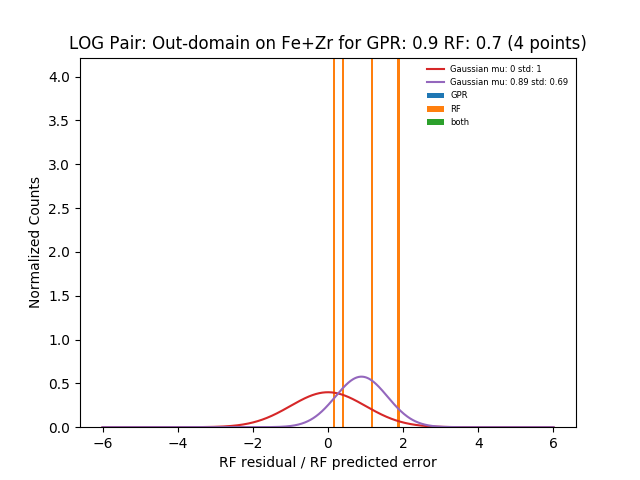 LOG Pair: Out-domain on Fe+Zr for GPR: 0.9 RF: 0.7 (4 points)
Normalized Counts
4.0
3.5
3.0
2.5
2.0
1.5
1.0
0.5
0.0
Gaussian mu: 0 std: 1
Gaussian mu: 0.89 std: 0.69
GPR
RF
both
−6 −4 −2 0 2 4 6
RF residual / RF predicted error